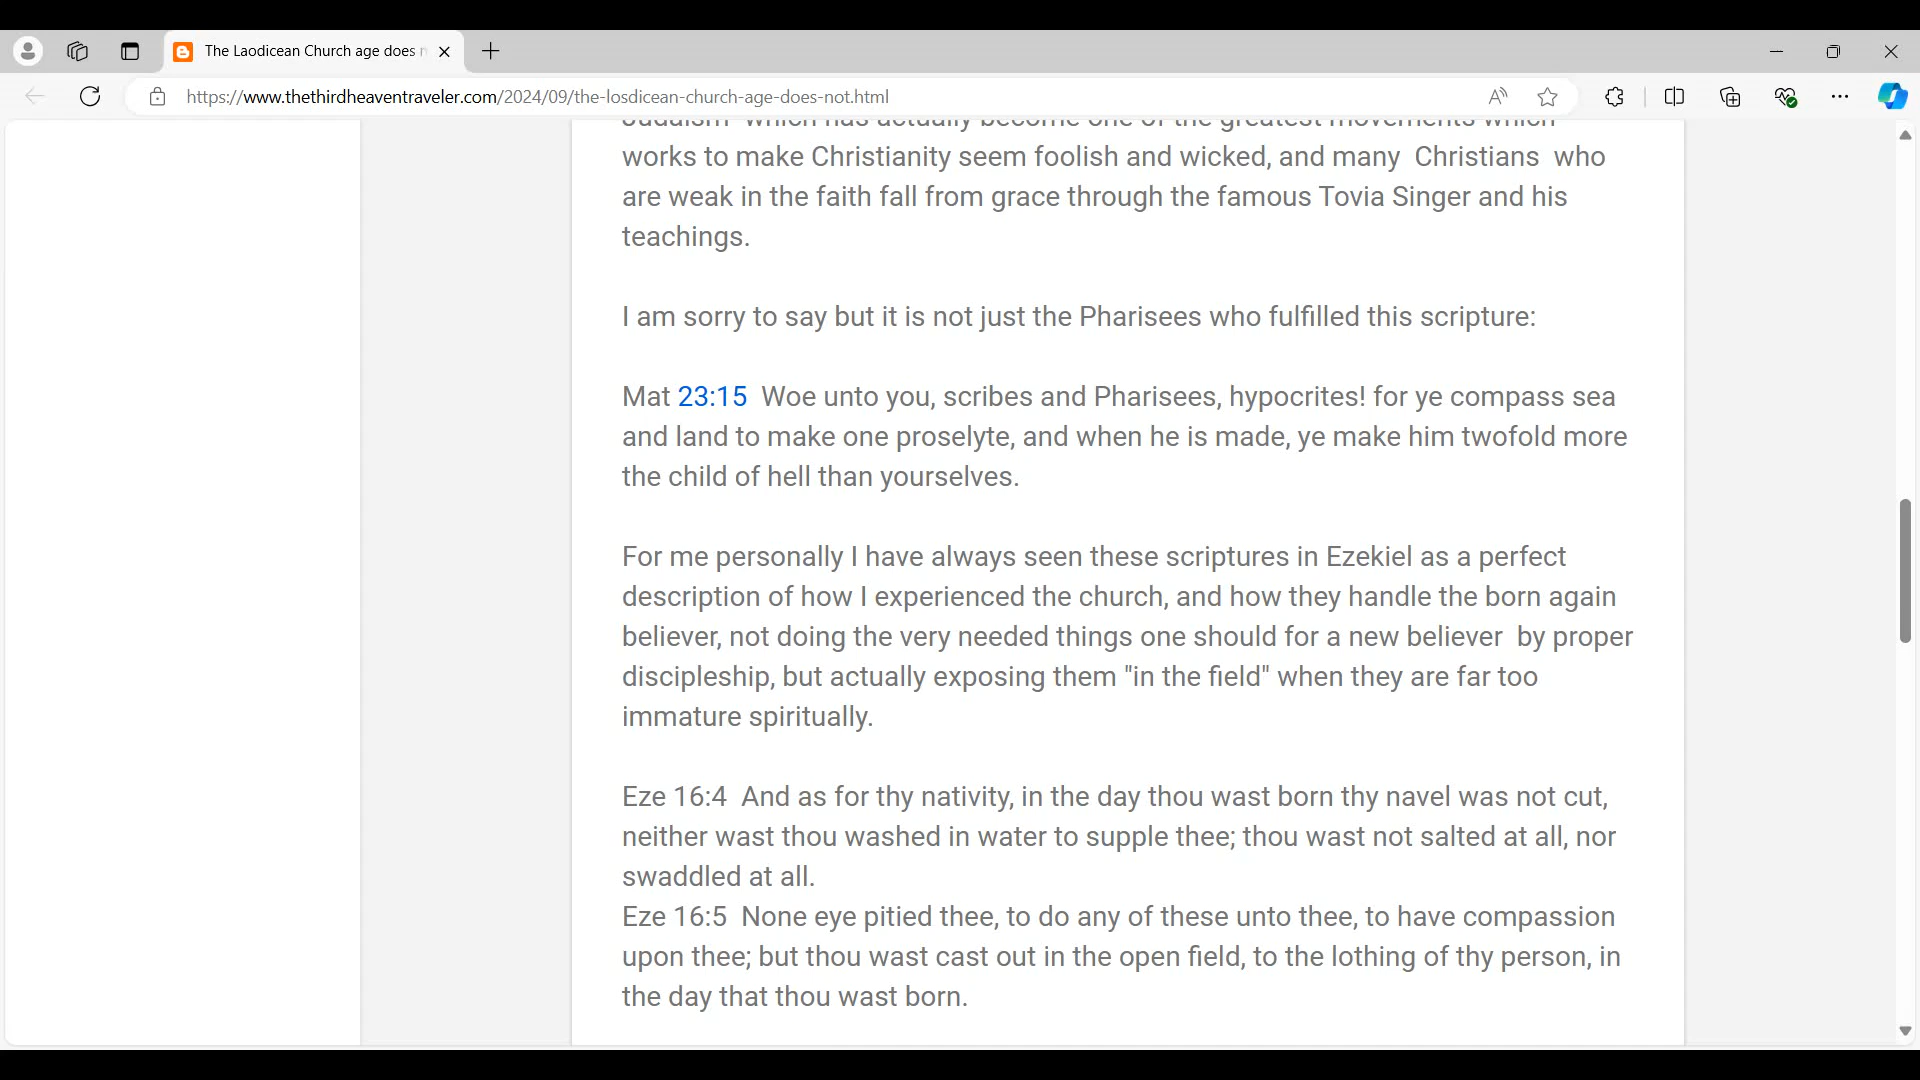 The Laodicean Church age does n
https://www.thethirdheaventraveler.com/2024/09/the-losdicean-church-age-does-not.html
Judaism which has actually become one of the greatest movements which
works to make Christianity seem foolish and wicked, and many Christians who
are weak in the faith fall from grace through the famous Tovia Singer and his
teachings.
I am sorry to say but it is not just the Pharisees who fulfilled this scripture:
Mat 23:15 Woe unto you, scribes and Pharisees, hypocrites! for ye compass sea
and land to make one proselyte, and when he is made, ye make him twofold more
the child of hell than yourselves.
For me personally I have always seen these scriptures in Ezekiel as a perfect
description of how I experienced the church, and how they handle the born again
believer, not doing the very needed things one should for a new believer by proper
discipleship, but actually exposing them "in the field" when they are far too
immature spiritually.
Eze 16:4 And as for thy nativity, in the day thou wast born thy navel was not cut,
neither wast thou washed in water to supple thee; thou wast not salted at all, nor
swaddled at all.
Eze 16:5 None eye pitied thee, to do any of these unto thee, to have compassion
upon thee; but thou wast cast out in the open field, to the lothing of thy person, in
the day that thou wast born.